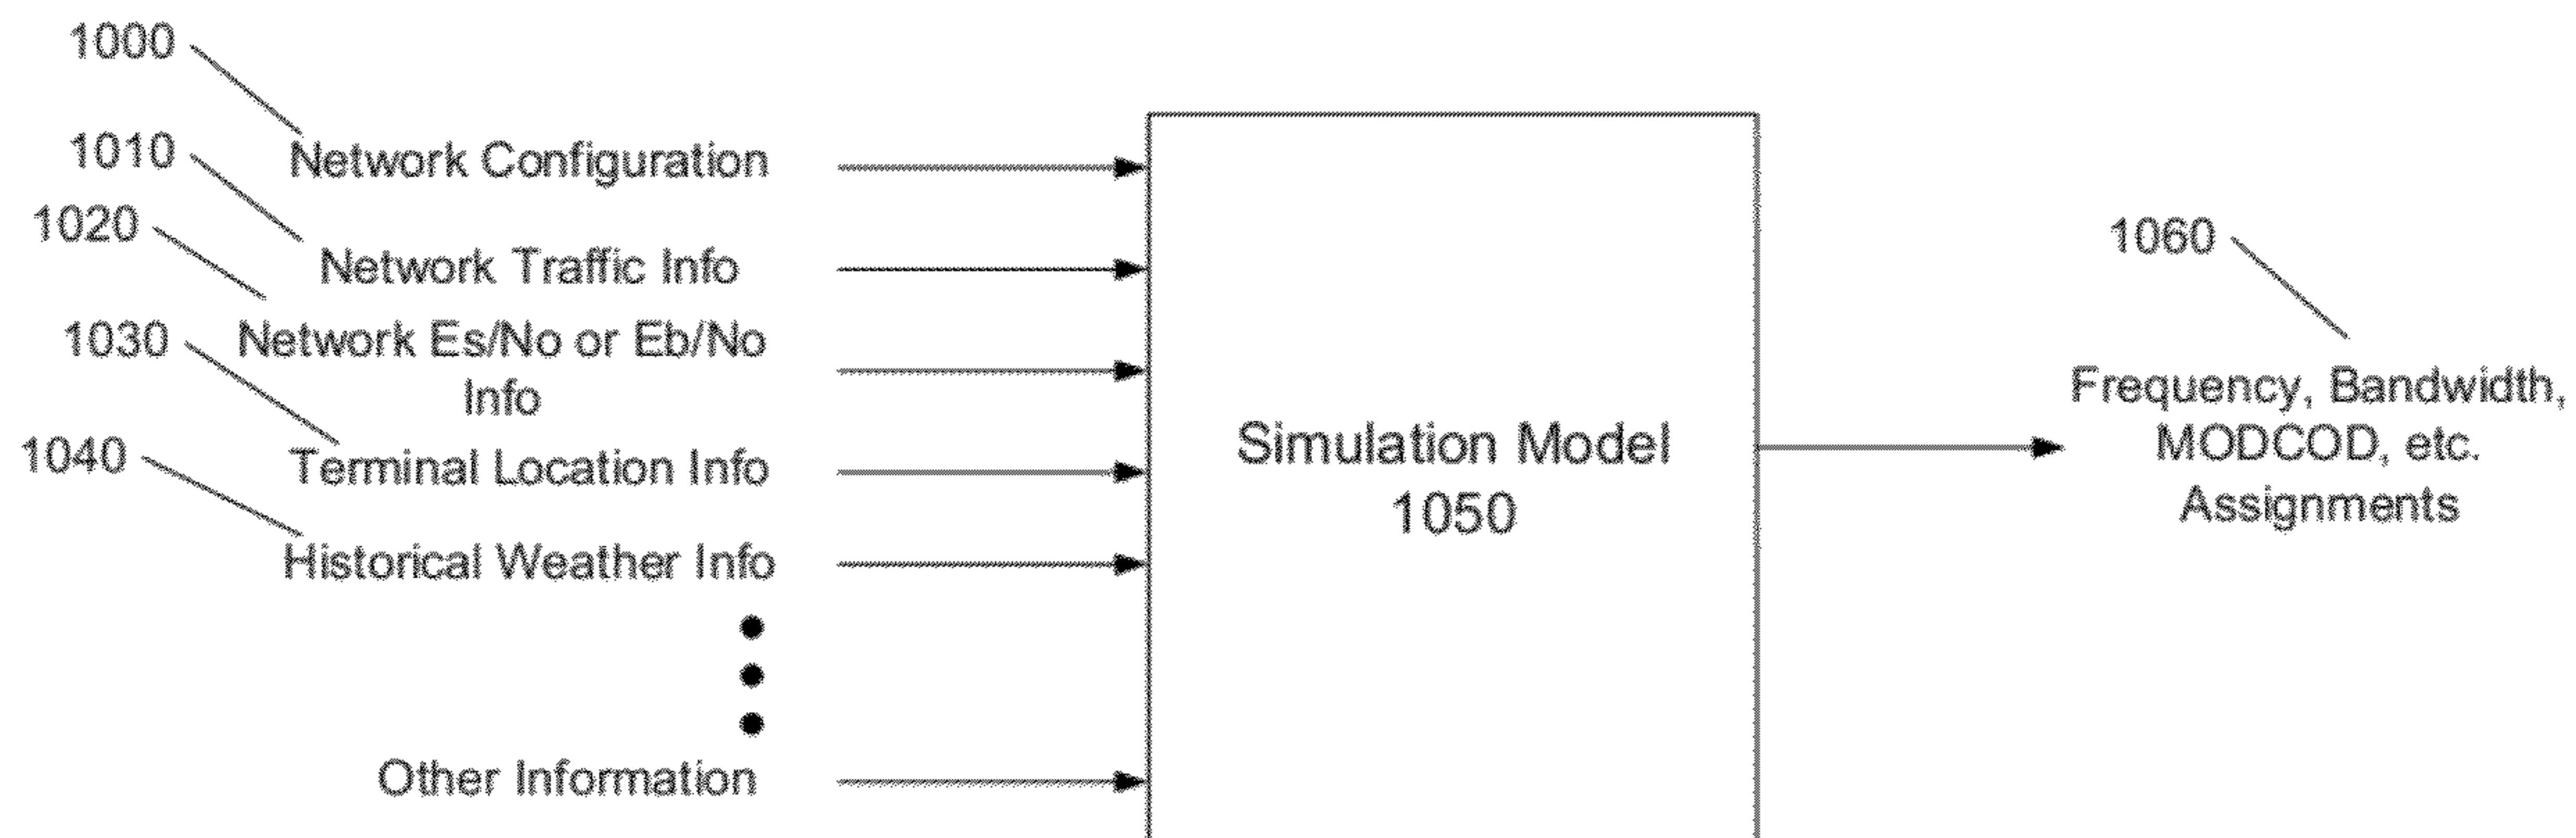 1000
Network Configuration
1010
Network Traffic Info
1020
Network Es/No or Eb/No
Info
1030
Terminal Location Info
1040
Historical Weather Info
Other Information
Simulation Model
1050
1060
Frequency, Bandwidth,
MODCOD, etc.
Assignments